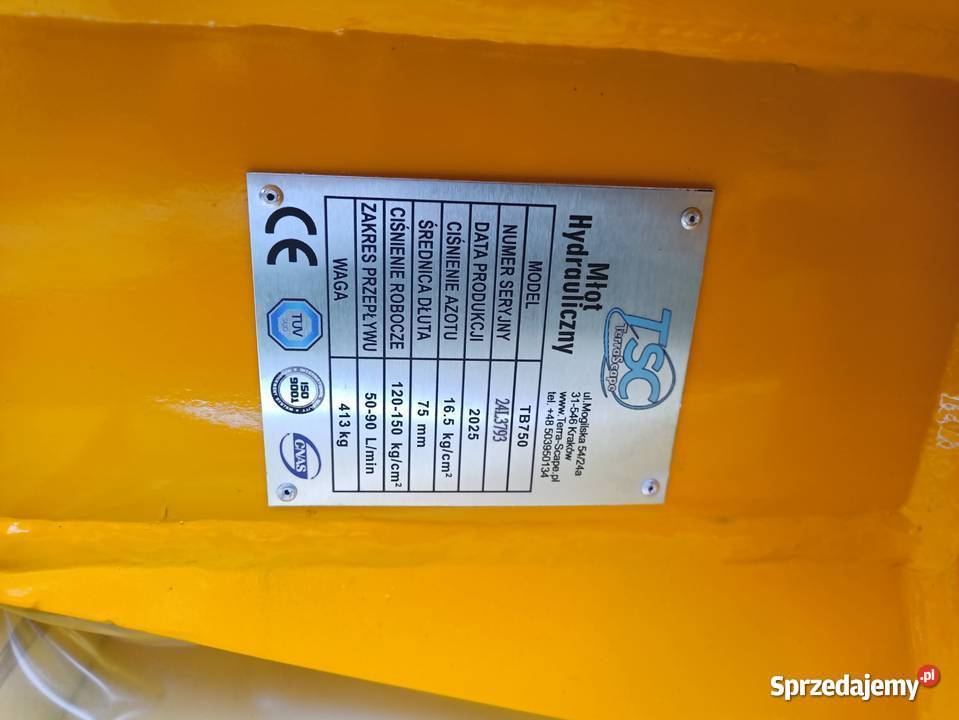 TSC
TerraScape
ul.Mogilska 54/24a
31-546 Kraków
www.Terra-Scape.pl
tel. +48 503950134
Młot
Hydrauliczny
MODEL TB750
NUMER SERYJNY 24L3793
DATA PRODUKCJI 2025
CIŚNIENIE AZOTU 16.5 kg/cm²
ŚREDNICA DŁUTA 75 mm
CIŚNIENIE ROBOCZE 120-150 kg/cm²
ZAKRES PRZEPŁYWU 50-90 L/min
WAGA 413 kg
CE
TÜV
ISO
9001
CNAS
Sprzedajemy.pl